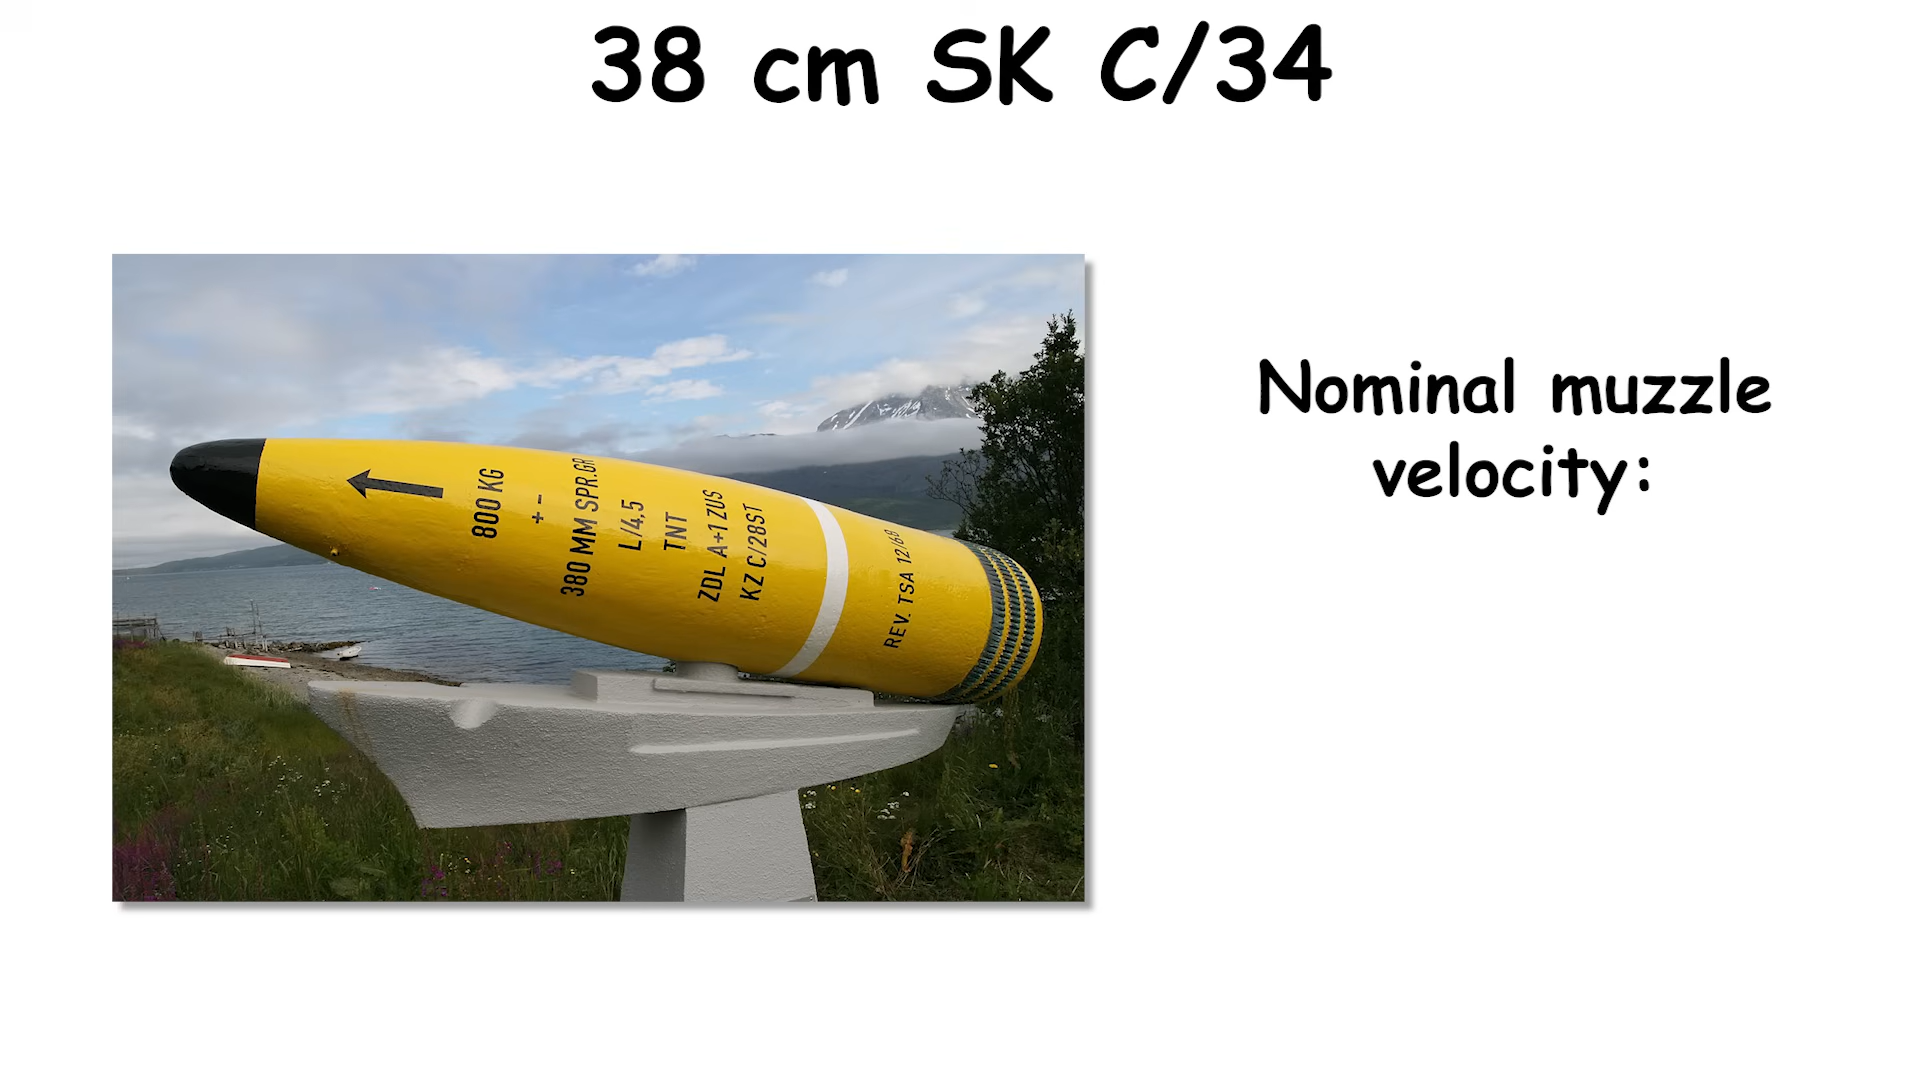 38 cm SK C/34
Nominal muzzle
velocity:
800 KG
+ -
380 MM SPR.GR
L/4,5
TNT
ZDL A+1 ZUS
KZ C/28ST
REV. TSA 12/68